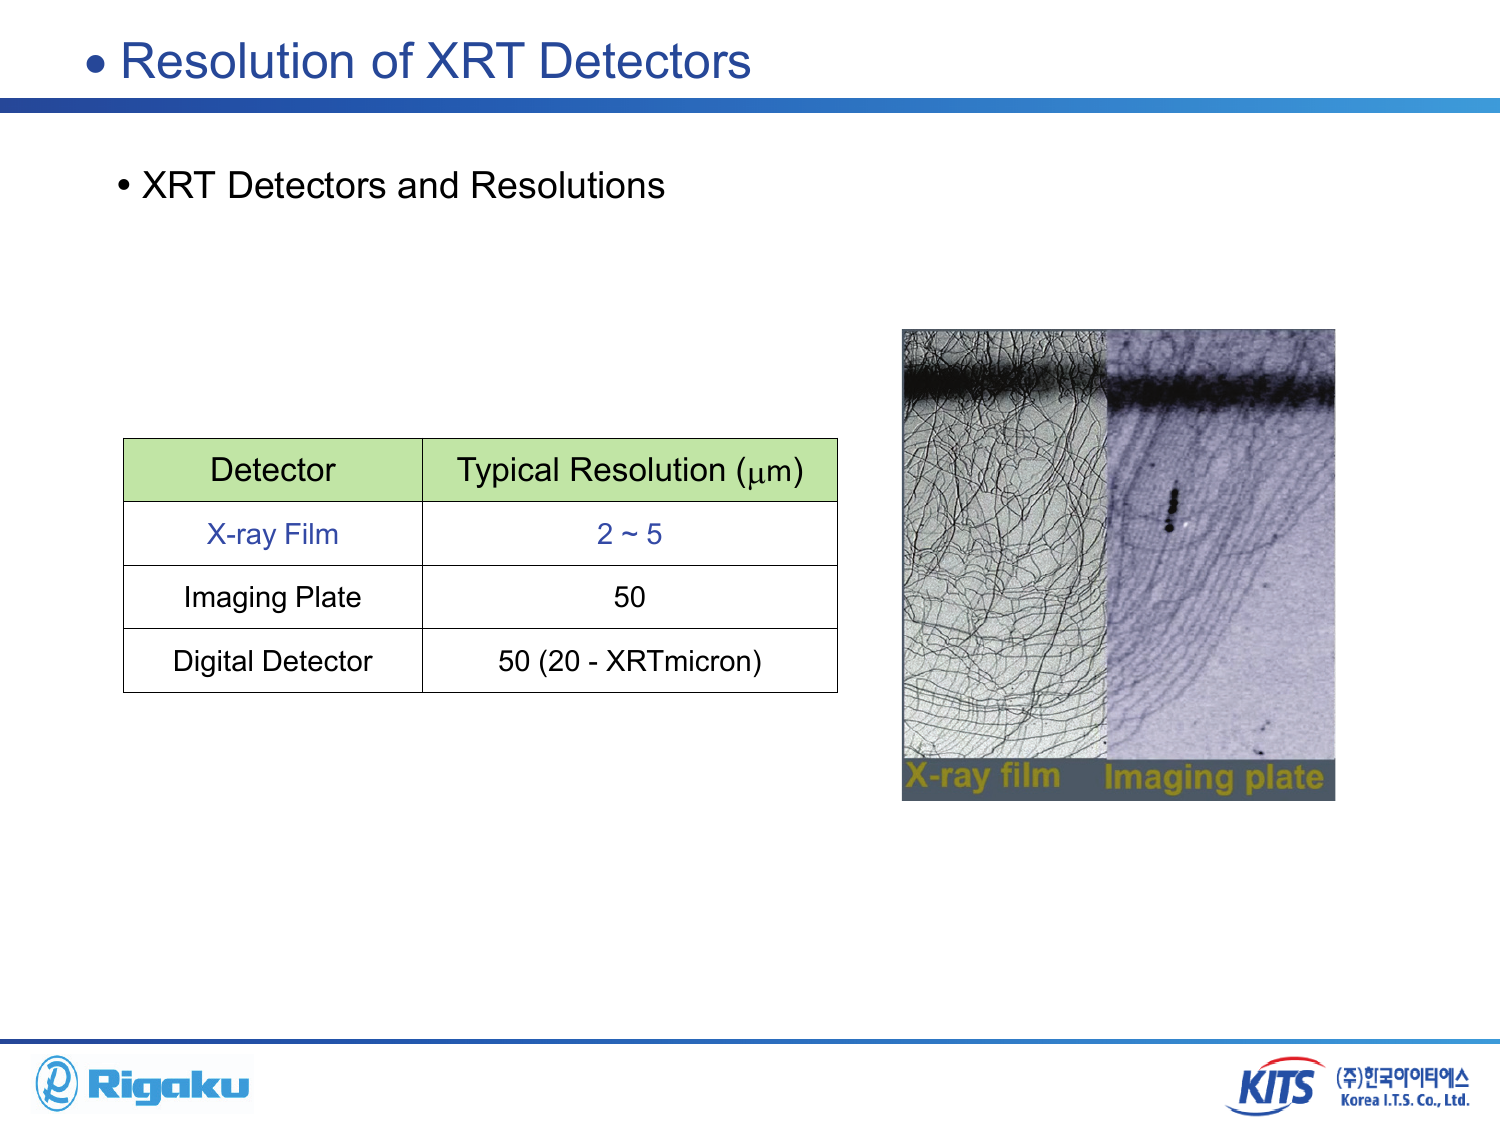 • Resolution of XRT Detectors
• XRT Detectors and Resolutions
Detector Typical Resolution (μm)
X-ray Film 2 ~ 5
Imaging Plate 50
Digital Detector 50 (20 - XRTmicron)
X-ray film Imaging plate
Rigaku
KITS (주)한국아이티에스
Korea I.T.S. Co., Ltd.